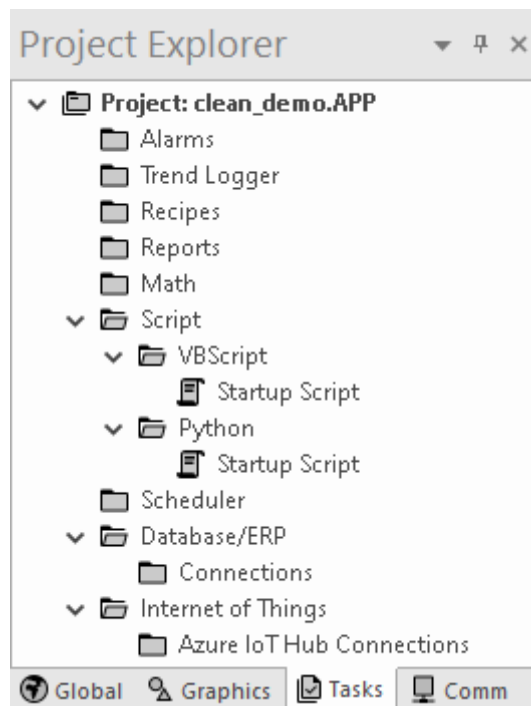 Project Explorer
Project: clean_demo.APP
Alarms
Trend Logger
Recipes
Reports
Math
Script
VBScript
Startup Script
Python
Startup Script
Scheduler
Database/ERP
Connections
Internet of Things
Azure IoT Hub Connections
Global Graphics Tasks Comm